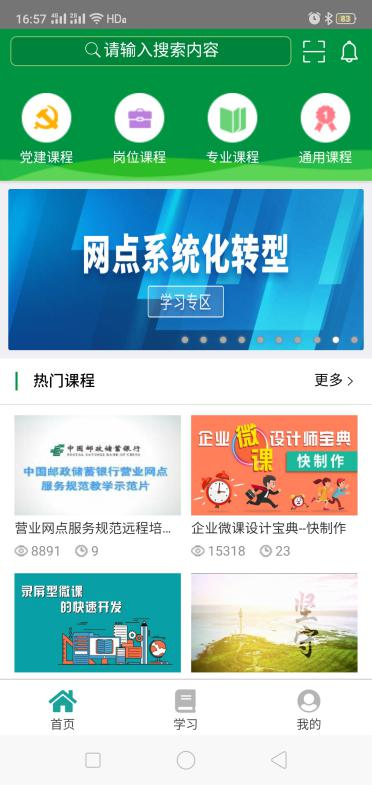 16:57
HD
83
请输入搜索内容
党建课程
岗位课程
专业课程
1
通用课程
网点系统化转型
学习专区
热门课程
更多
中国邮政储蓄银行
POSTAL SAVINGS BANK OF CHINA
中国邮政储蓄银行营业网点
服务规范教学示范片
企业微课设计师宝典
快制作
营业网点服务规范远程培...
企业微课设计宝典--快制作
8891
9
15318
23
录屏型微课
的快速开发
坚守
首页
学习
我的